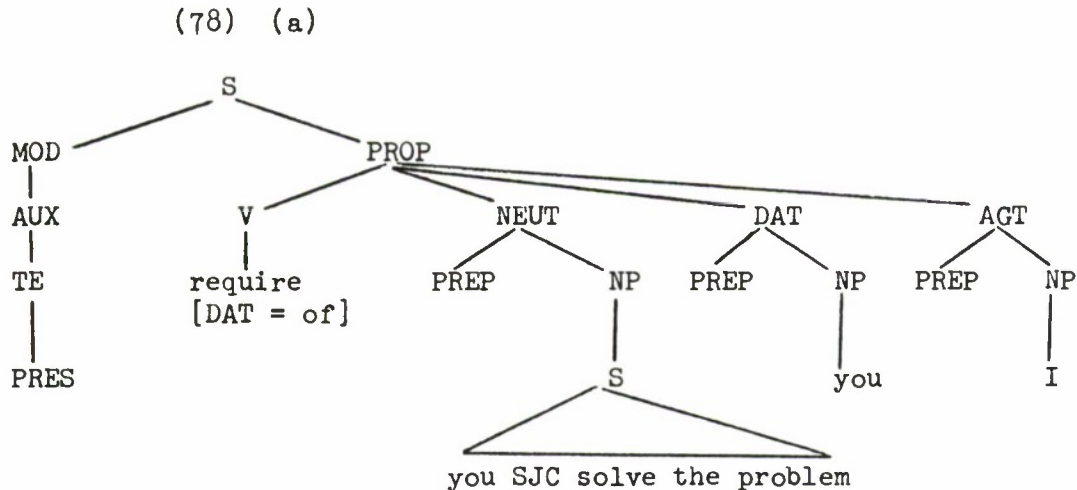 (78) (a)
S
MOD PROP
AUX V NEUT DAT AGT
TE require PREP NP PREP NP PREP NP
[DAT = of]
PRES S you I
you SJC solve the problem